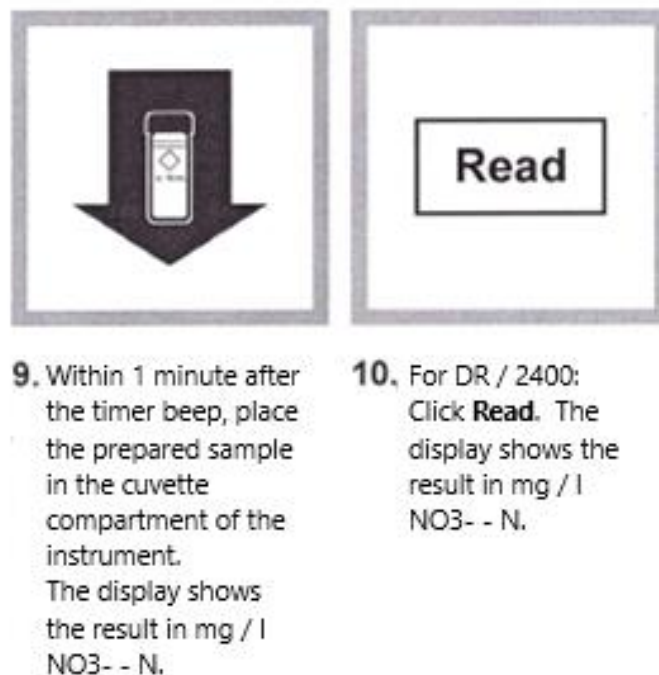 Read
9. Within 1 minute after
the timer beep, place
the prepared sample
in the cuvette
compartment of the
instrument.
The display shows
the result in mg / l
NO3- - N.
10. For DR / 2400:
Click Read. The
display shows the
result in mg / l
NO3- - N.